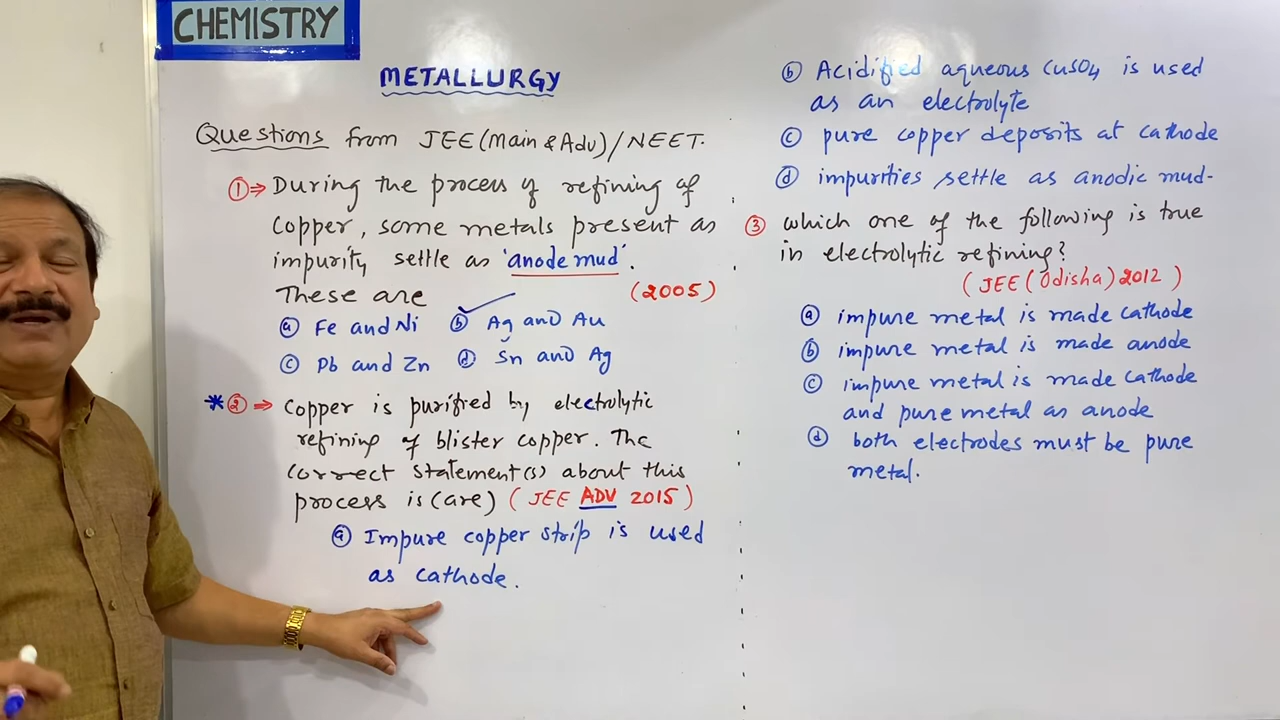 CHEMISTRY
METALLURGY
Questions from JEE (Main & Adv)/NEET.
① ⇒ During the process of refining of
copper, some metals present as
impurity settle as 'anode mud'.
These are (2005)
ⓐ Fe and Ni ⓑ Ag and Au
ⓒ Pb and Zn ⓓ Sn and Ag
* ② ⇒ Copper is purified by electrolytic
refining of blister copper. The
correct statement(s) about this
process is (are) ( JEE ADV 2015 )
ⓐ Impure copper strip is used
as cathode.
ⓑ Acidified aqueous CuSO4 is used
as an electrolyte
ⓒ pure copper deposits at cathode
ⓓ impurities settle as anodic mud-
③ which one of the following is true
in electrolytic refining?
( JEE (Odisha) 2012 )
ⓐ impure metal is made cathode
ⓑ impure metal is made anode
ⓒ impure metal is made cathode
and pure metal as anode
ⓓ both electrodes must be pure
metal.